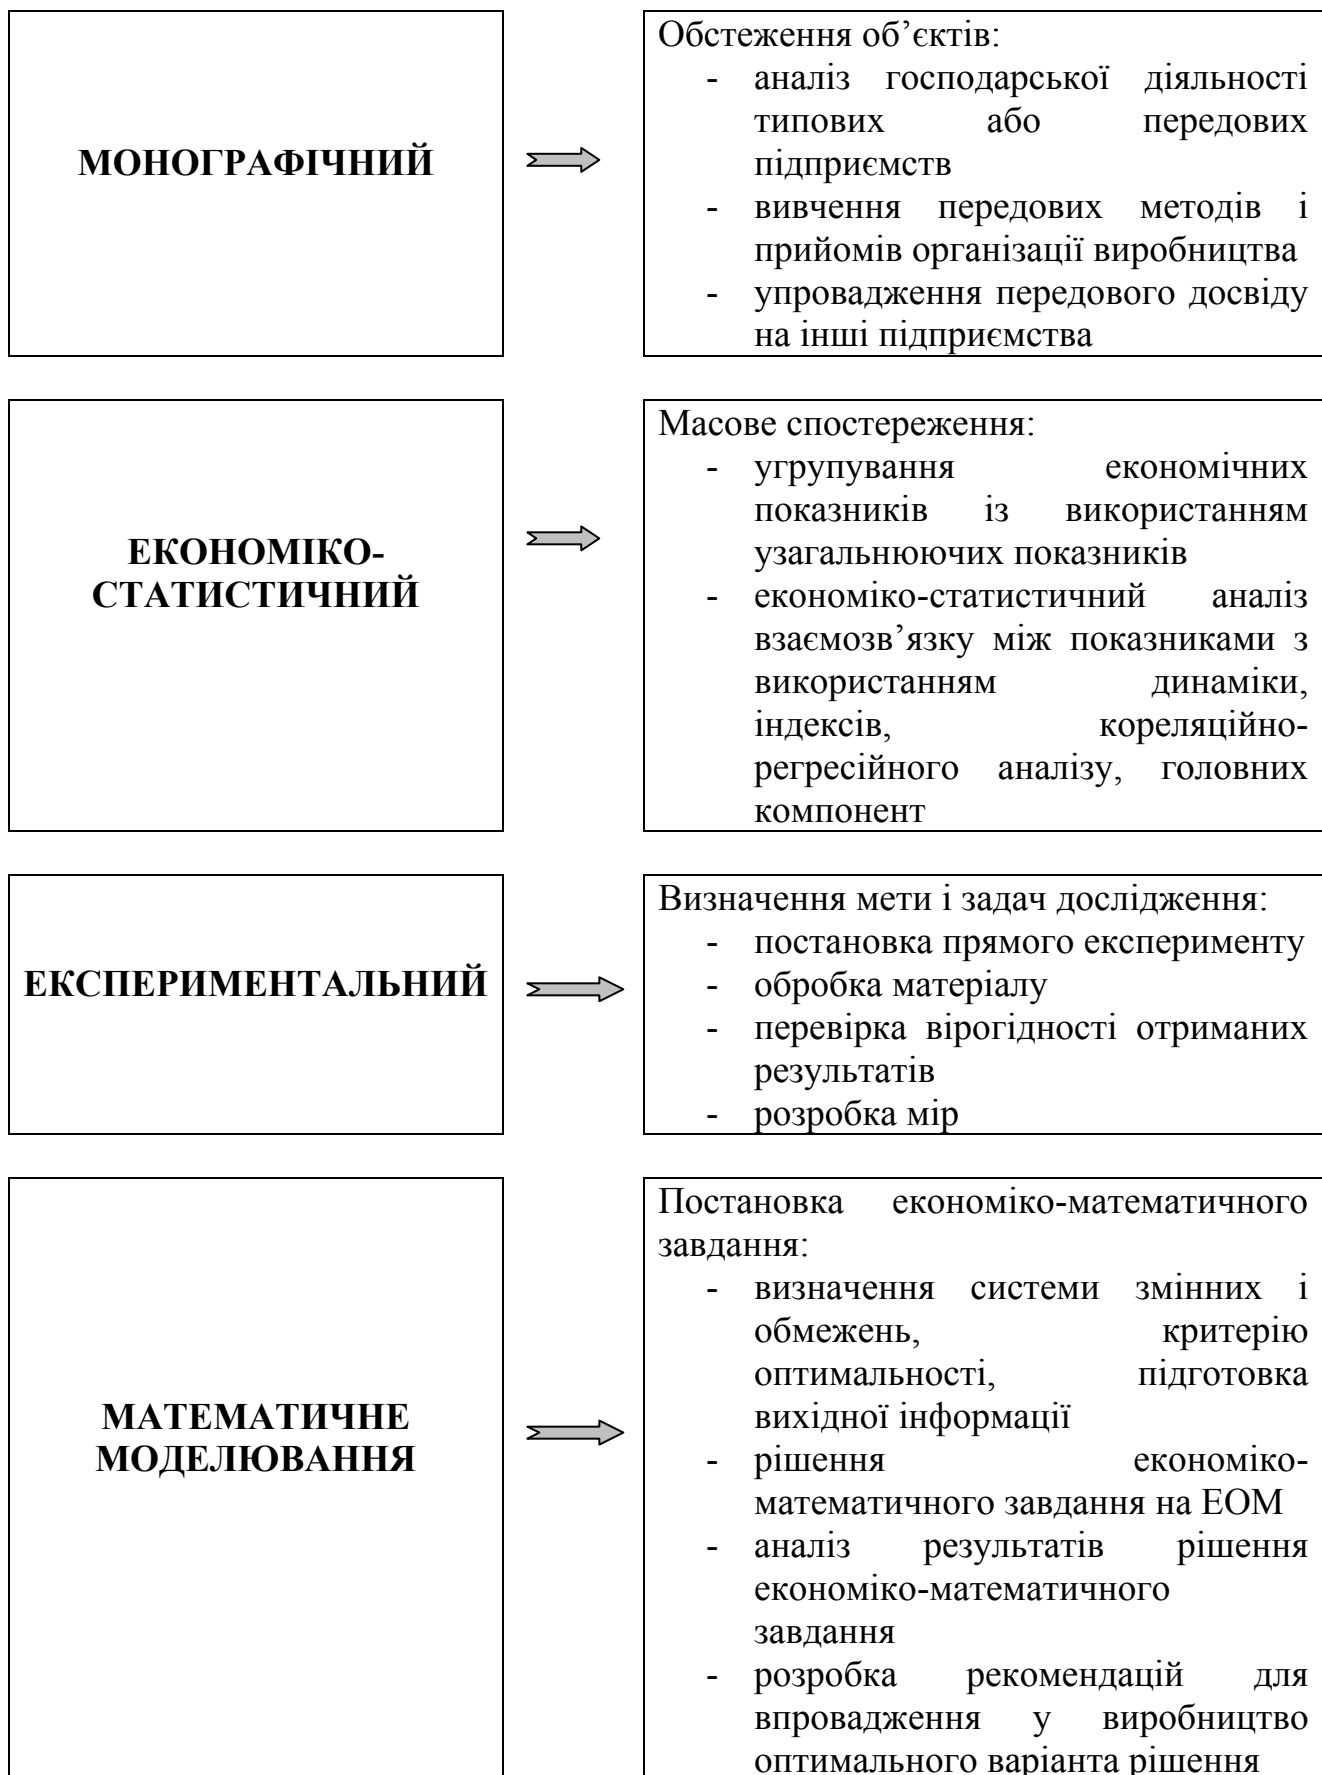 МОНОГРАФІЧНИЙ
Обстеження об’єктів:
- аналіз господарської діяльності
типових або передових
підприємств
- вивчення передових методів і
прийомів організації виробництва
- упровадження передового досвіду
на інші підприємства
ЕКОНОМІКО-
СТАТИСТИЧНИЙ
Масове спостереження:
- угрупування економічних
показників із використанням
узагальнюючих показників
- економіко-статистичний аналіз
взаємозв’язку між показниками з
використанням динаміки,
індексів, кореляційно-
регресійного аналізу, головних
компонент
ЕКСПЕРИМЕНТАЛЬНИЙ
Визначення мети і задач дослідження:
- постановка прямого експерименту
- обробка матеріалу
- перевірка вірогідності отриманих
результатів
- розробка мір
МАТЕМАТИЧНЕ
МОДЕЛЮВАННЯ
Постановка економіко-математичного
завдання:
- визначення системи змінних і
обмежень, критерію
оптимальності, підготовка
вихідної інформації
- рішення економіко-
математичного завдання на ЕОМ
- аналіз результатів рішення
економіко-математичного
завдання
- розробка рекомендацій для
впровадження у виробництво
оптимального варіанта рішення